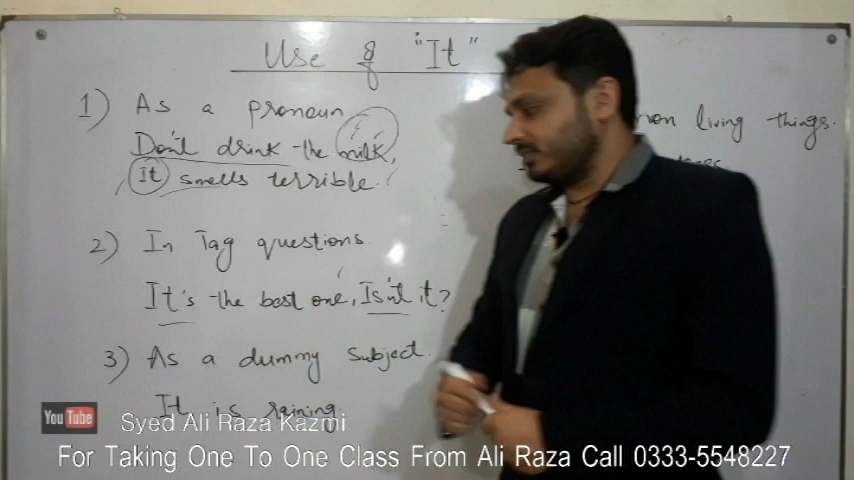 Use of "It"
1) As a pronoun
Don't drink the milk,
It smells terrible.
non living things.
2) In Tag questions
It's the best one, Isn't it?
3) As a dummy Subject.
It is raining.
You Tube
Syed Ali Raza Kazmi
For Taking One To One Class From Ali Raza Call 0333-5548227